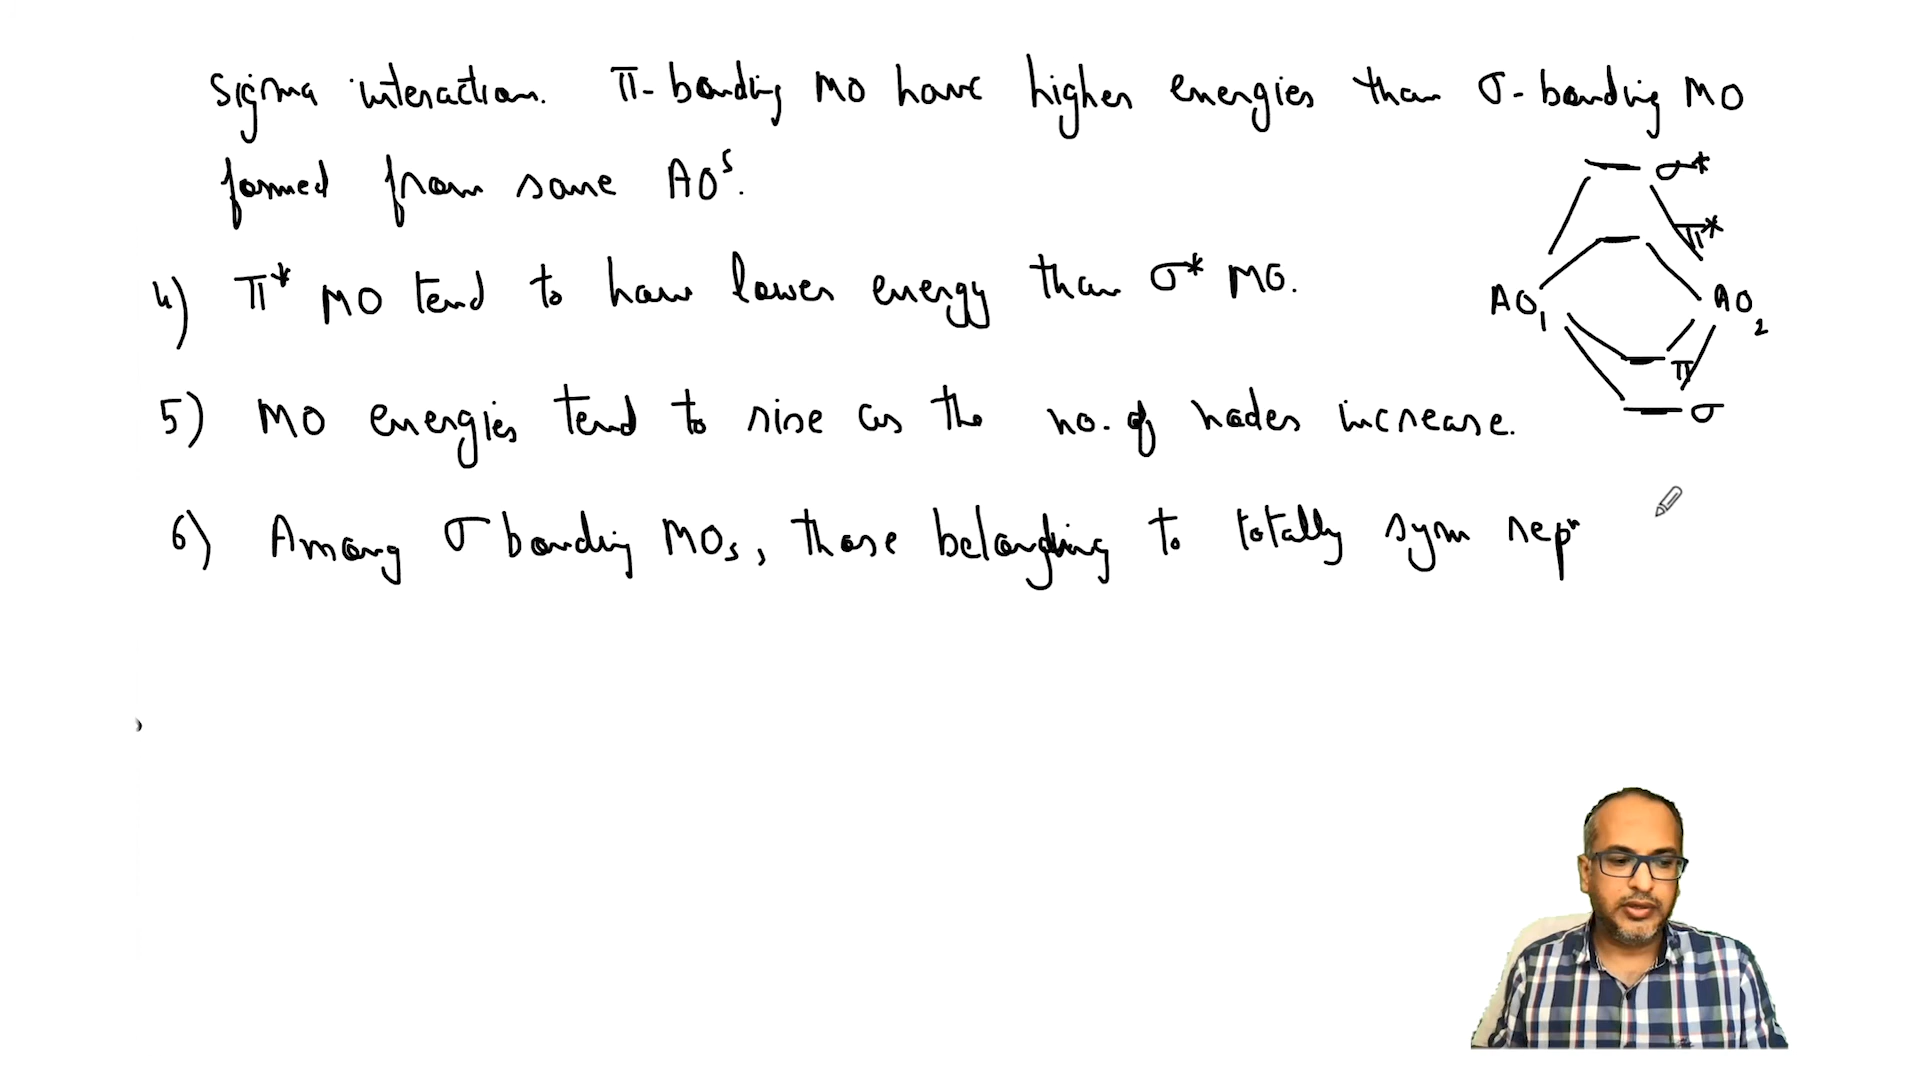 sigma interaction. π-bonding MO have higher energies than σ-bonding MO
formed from same AOˢ.
4) π* MO tend to have lower energy than σ* MO.
5) MO energies tend to rise as the no. of nodes increase.
6) Among σ bonding MOs, those belonging to totally sym repⁿ
σ*
π*
AO₁ AO₂
π
σ